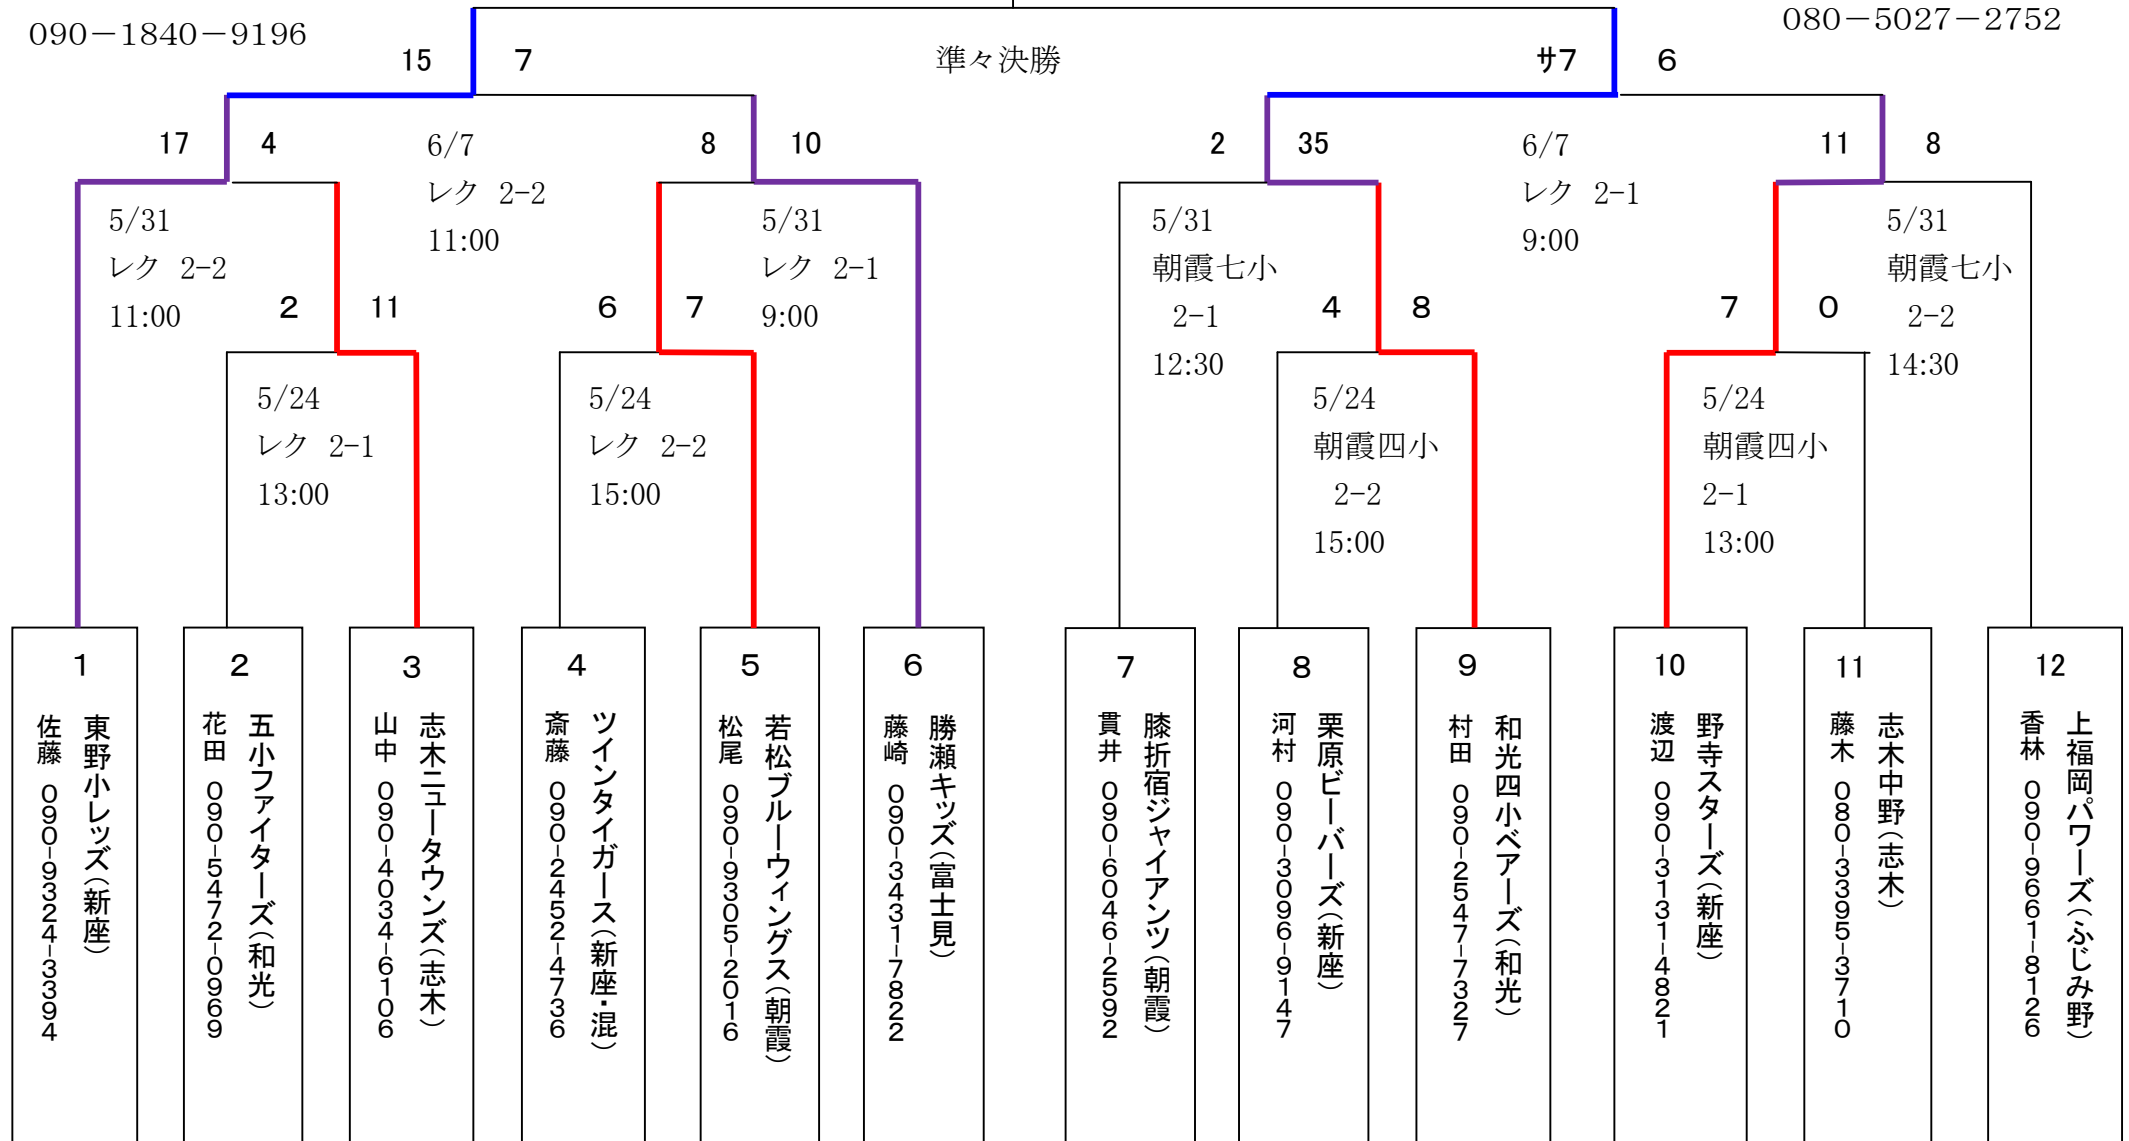 090-1840-9196
080-5027-2752
15
7
準々決勝
サ7
6
17
4
6/7
レク 2-2
11:00
8
10
2
35
6/7
レク 2-1
9:00
11
8
5/31
レク 2-2
11:00
5/31
レク 2-1
9:00
5/31
朝霞七小
2-1
12:30
5/31
朝霞七小
2-2
14:30
2
11
6
7
4
8
7
0
5/24
レク 2-1
13:00
5/24
レク 2-2
15:00
5/24
朝霞四小
2-2
15:00
5/24
朝霞四小
2-1
13:00
1
東野小レッズ(新座)
佐藤 090-9324-3394
2
五小ファイターズ(和光)
花田 090-5472-0969
3
志木ニュータウンズ(志木)
山中 090-4034-6106
4
ツインタイガース(新座・混)
斎藤 090-2452-4736
5
若松ブルーウィングス(朝霞)
松尾 090-9305-2016
6
勝瀬キッズ(富士見)
藤崎 090-3431-7822
7
膝折宿ジャイアンツ(朝霞)
貫井 090-6046-2592
8
栗原ビーバーズ(新座)
河村 090-3096-9147
9
和光四小ベアーズ(和光)
村田 090-2547-7327
10
野寺スターズ(新座)
渡辺 090-3131-4821
11
志木中野(志木)
藤木 080-3395-3710
12
上福岡パワーズ(ふじみ野)
香林 090-9661-8126